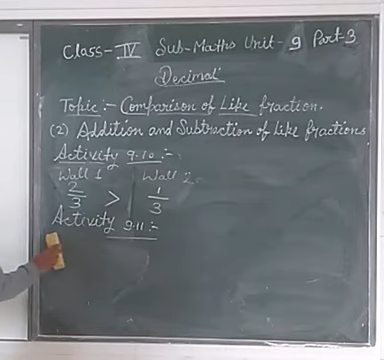 Class-IV Sub-Maths Unit-9 Part-3
Decimal
Topic:- Comparison of Like fraction.
(2) Addition and Subtraction of Like fractions
Activity 9.10:-
Wall 1 Wall 2
2/3 > 1/3
Activity 9.11:-